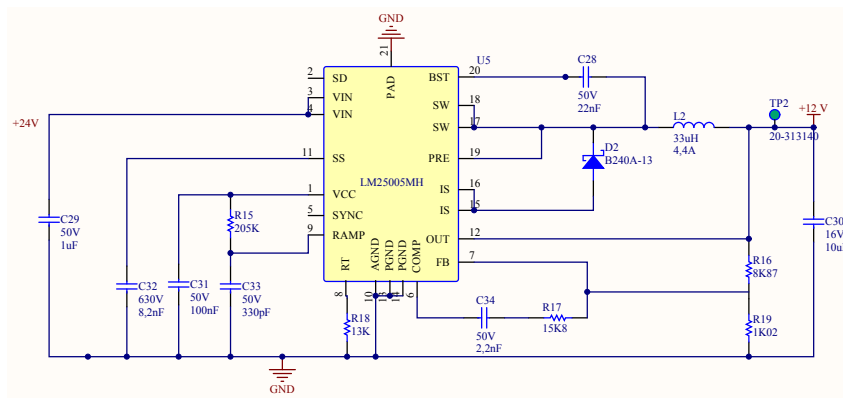 GND
21
U5
C28
50V
22nF
2
SD
3
VIN
4
VIN
PAD
BST
20
SW
18
SW
17
+24V
L2
33uH
4,4A
TP2
20-313140
+12 V
11
SS
PRE
19
D2
B240A-13
LM25005MH
1
VCC
IS
16
IS
15
5
SYNC
9
RAMP
OUT
12
FB
7
RT
AGND
PGND
PGND
COMP
8
10
13
14
6
R15
205K
C29
50V
1uF
C32
630V
8,2nF
C31
50V
100nF
C33
50V
330pF
R18
13K
C34
50V
2,2nF
R17
15K8
R16
8K87
R19
1K02
C30
16V
10u
GND